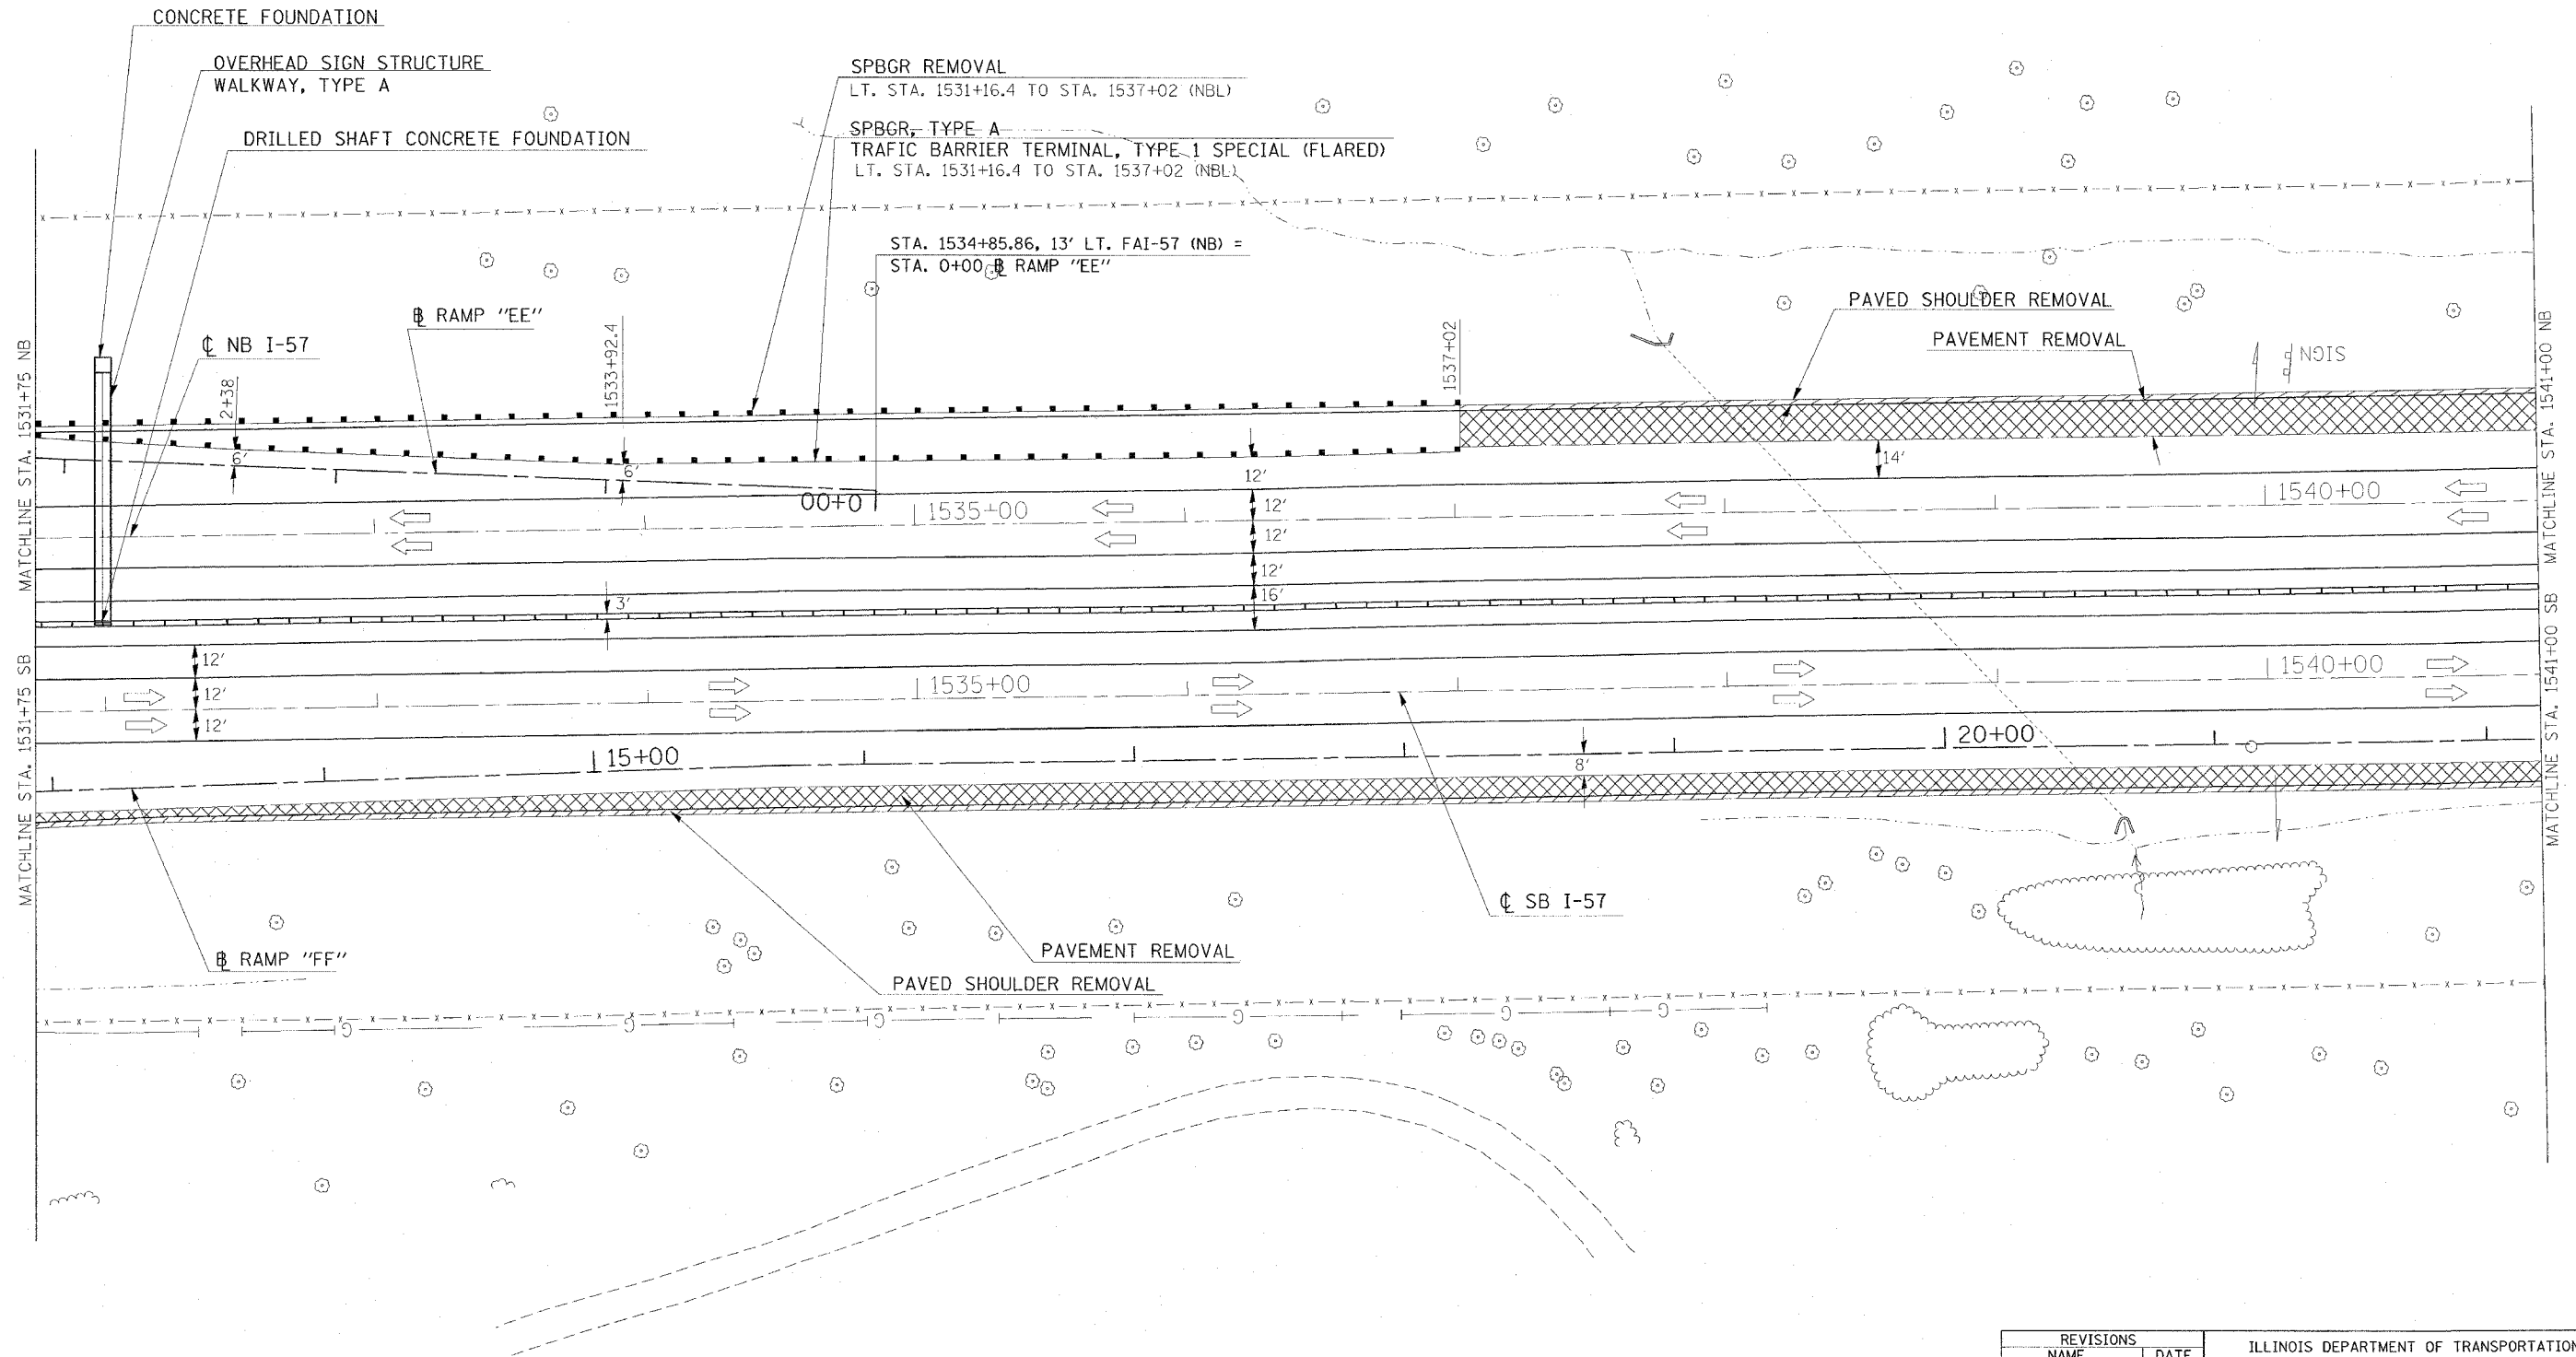 CONCRETE FOUNDATION
OVERHEAD SIGN STRUCTURE
WALKWAY, TYPE A
DRILLED SHAFT CONCRETE FOUNDATION
SPBGR REMOVAL
LT. STA. 1531+16.4 TO STA. 1537+02 (NBL)
SPBGR, TYPE A
TRAFIC BARRIER TERMINAL, TYPE 1 SPECIAL (FLARED)
LT. STA. 1531+16.4 TO STA. 1537+02 (NBL)
STA. 1534+85.86, 13' LT. FAI-57 (NB) =
STA. 0+00 ⅊ RAMP "EE"
⅊ RAMP "EE"
℄ NB I-57
2+38
1533+92.4
1537+02
PAVED SHOULDER REMOVAL
PAVEMENT REMOVAL
SIGN
MATCHLINE STA. 1531+75 NB
MATCHLINE STA. 1541+00 NB
6'
6'
12'
14'
0+00
1535+00
12'
1540+00
12'
12'
16'
3'
MATCHLINE STA. 1531+75 SB
MATCHLINE STA. 1541+00 SB
12'
12'
12'
1535+00
1540+00
15+00
20+00
8'
℄ SB I-57
⅊ RAMP "FF"
PAVEMENT REMOVAL
PAVED SHOULDER REMOVAL
G
G
G
G
G
G
REVISIONS
NAME
DATE
ILLINOIS DEPARTMENT OF TRANSPORTATION